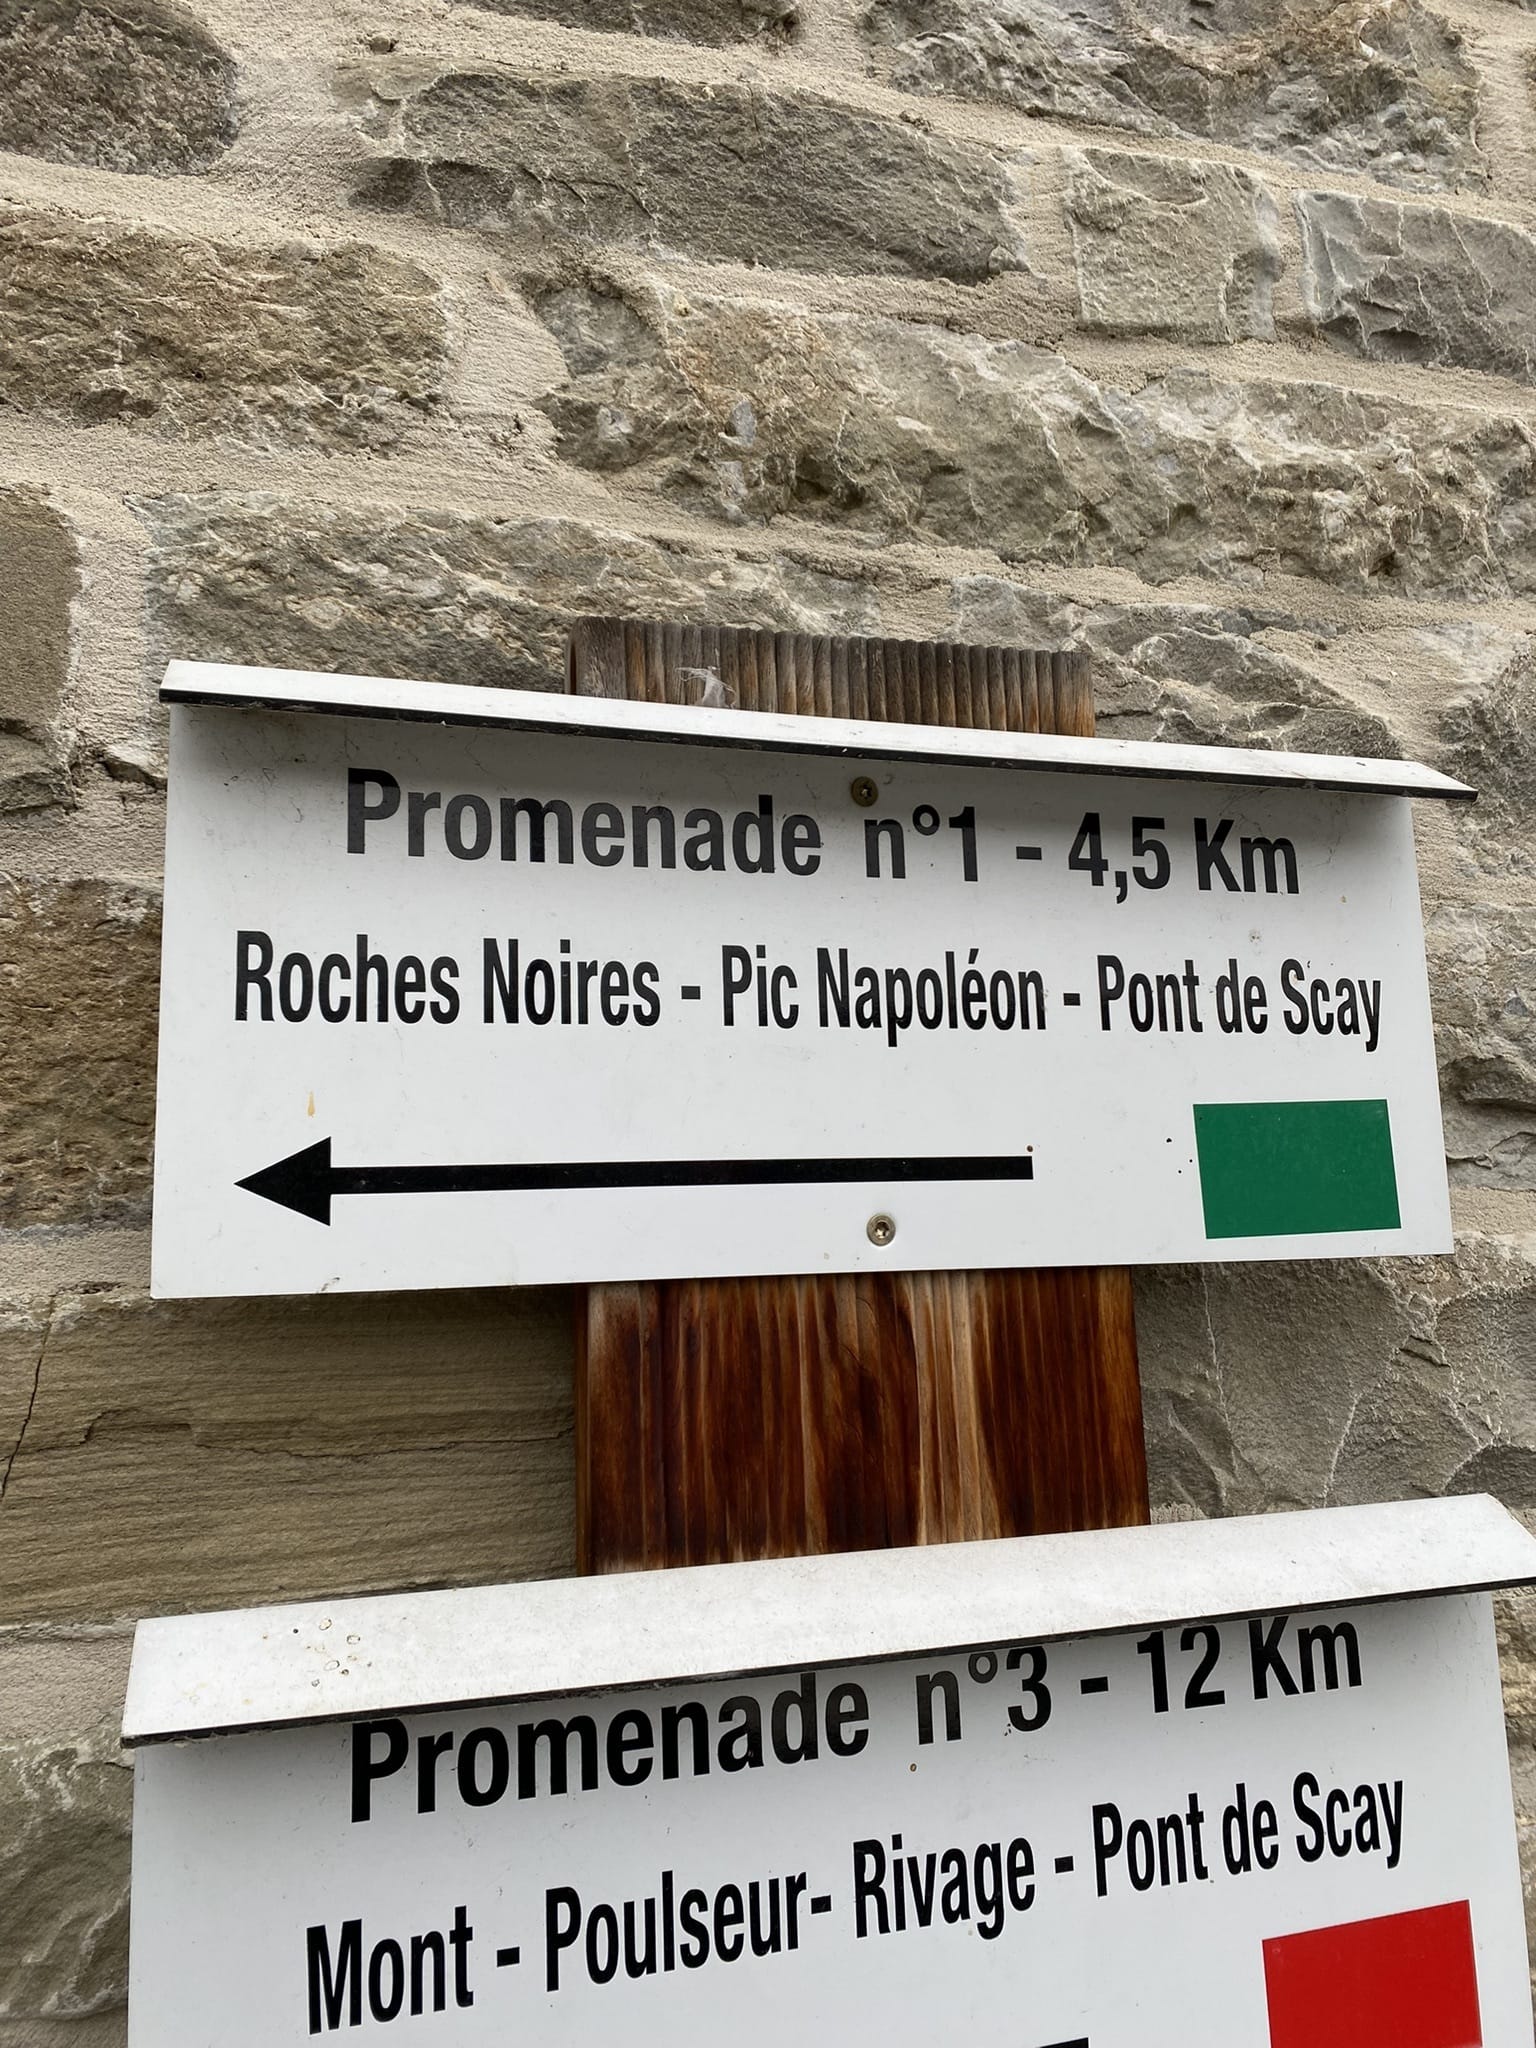 Promenade n°1 - 4,5 Km
Roches Noires - Pic Napoléon - Pont de Scay
Promenade n°3 - 12 Km
Mont - Poulseur- Rivage - Pont de Scay